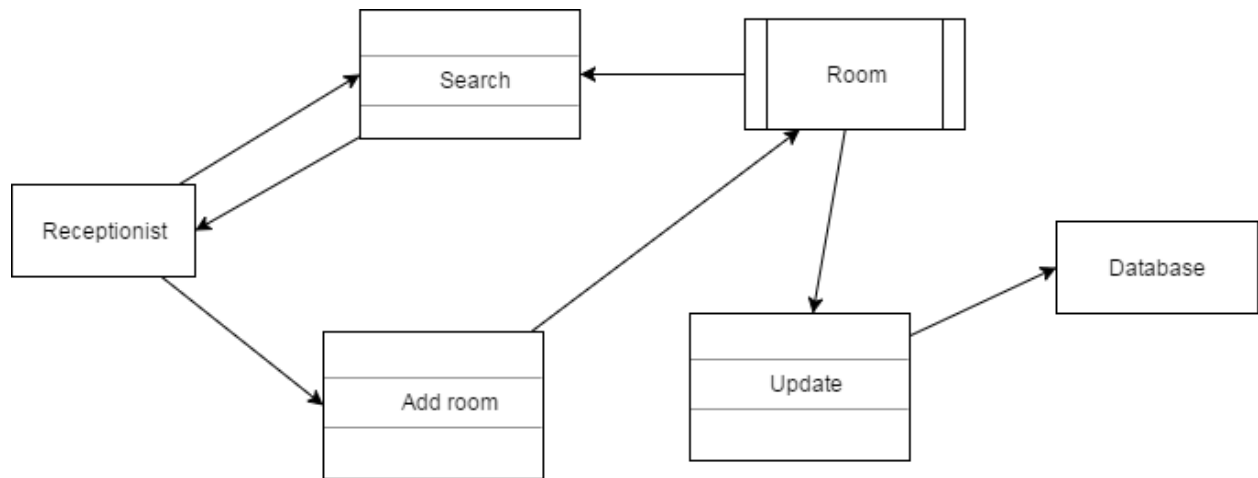 Search
Room
Receptionist
Database
Add room
Update